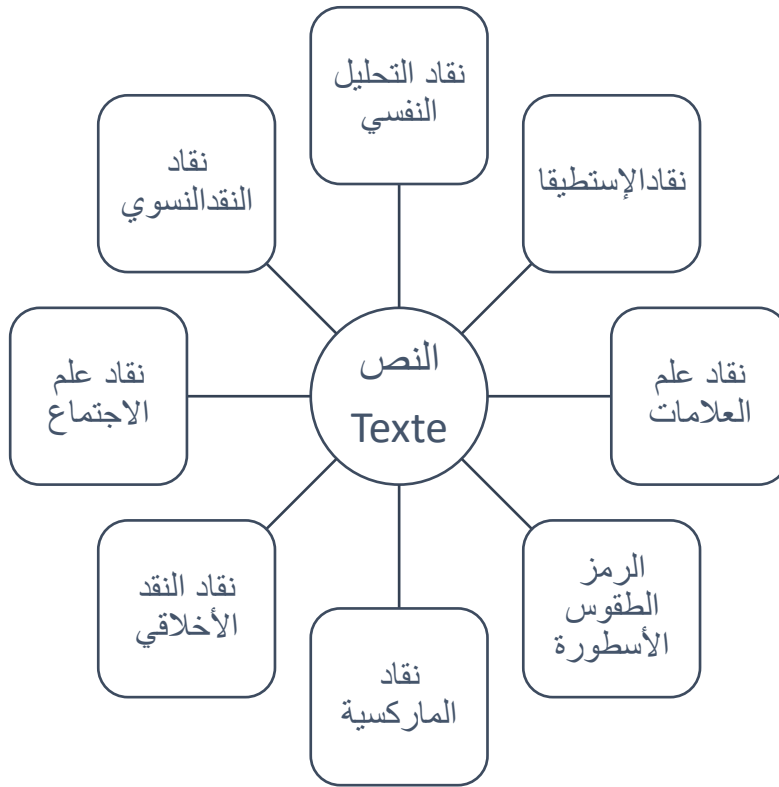 نقاد التحليل
النفسي
نقادالإستطيقا
نقاد علم
العلامات
الرمز
الطقوس
الأسطورة
نقاد
الماركسية
نقاد النقد
الأخلاقي
نقاد علم
الاجتماع
نقاد
النقدالنسوي
النص
Texte